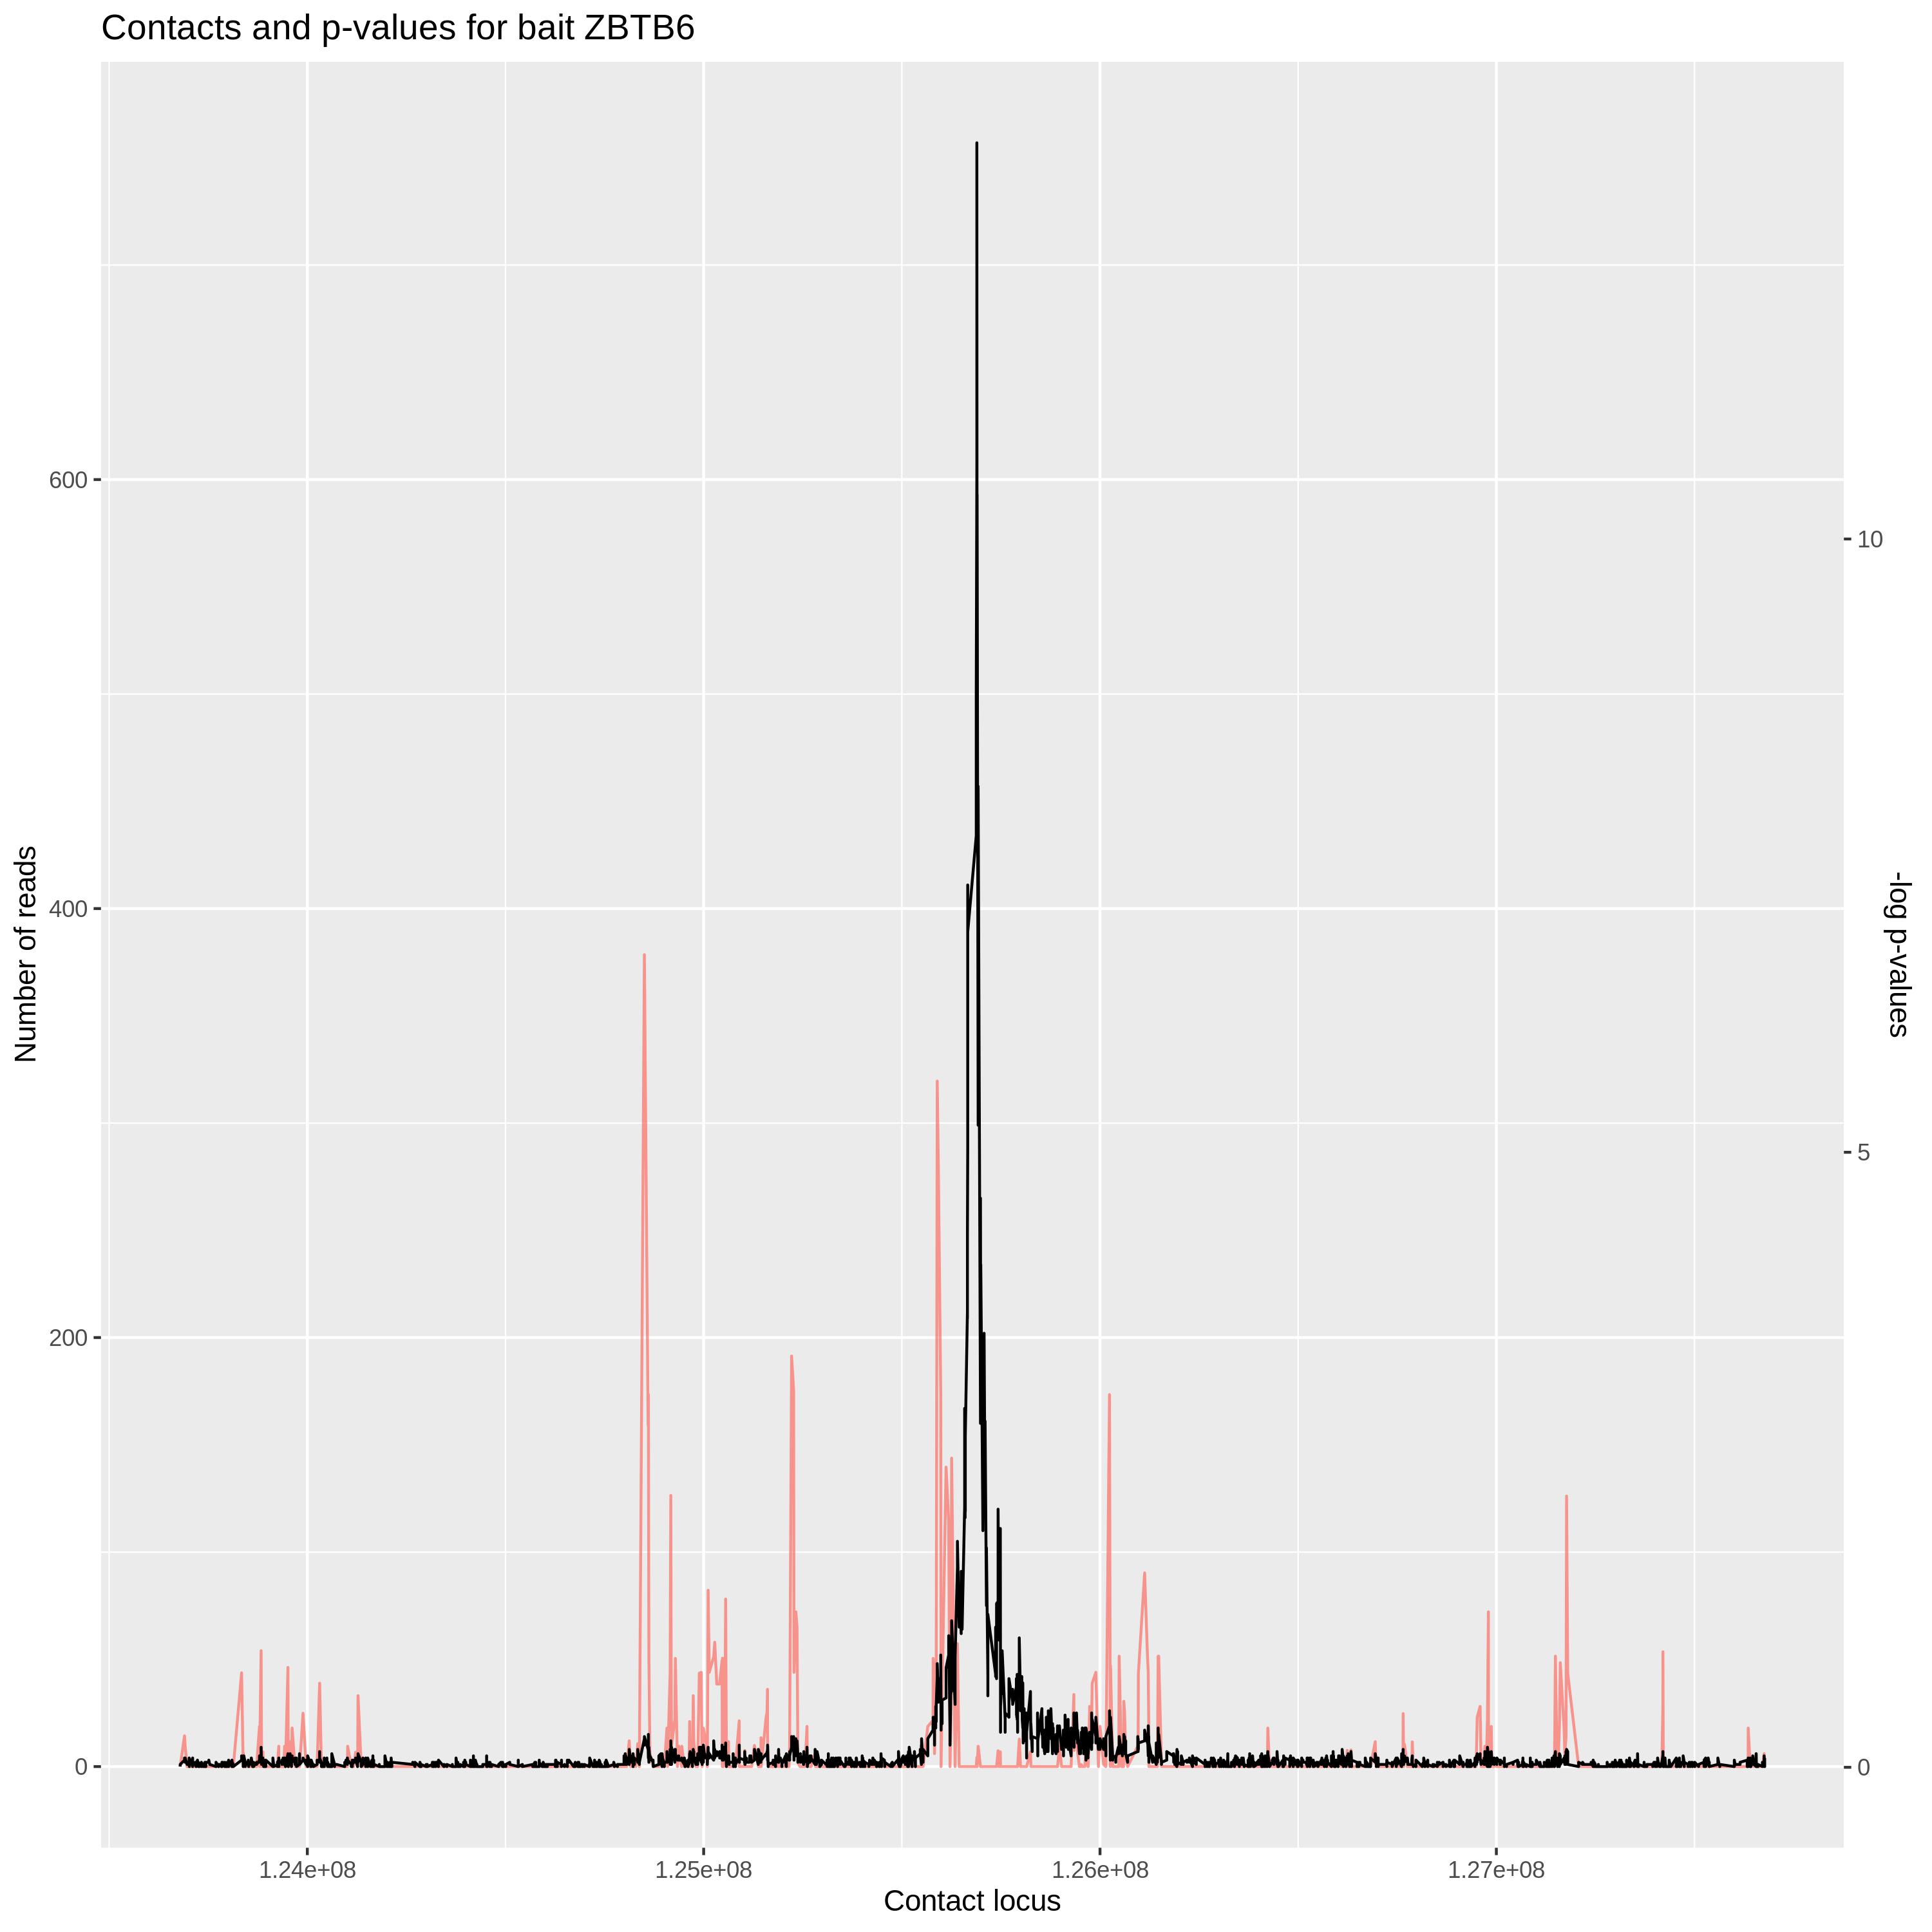 Contacts and p-values for bait ZBTB6
Number of reads
600
400
200
0
10
5
0
-log p-values
1.24e+08
1.25e+08
1.26e+08
1.27e+08
Contact locus